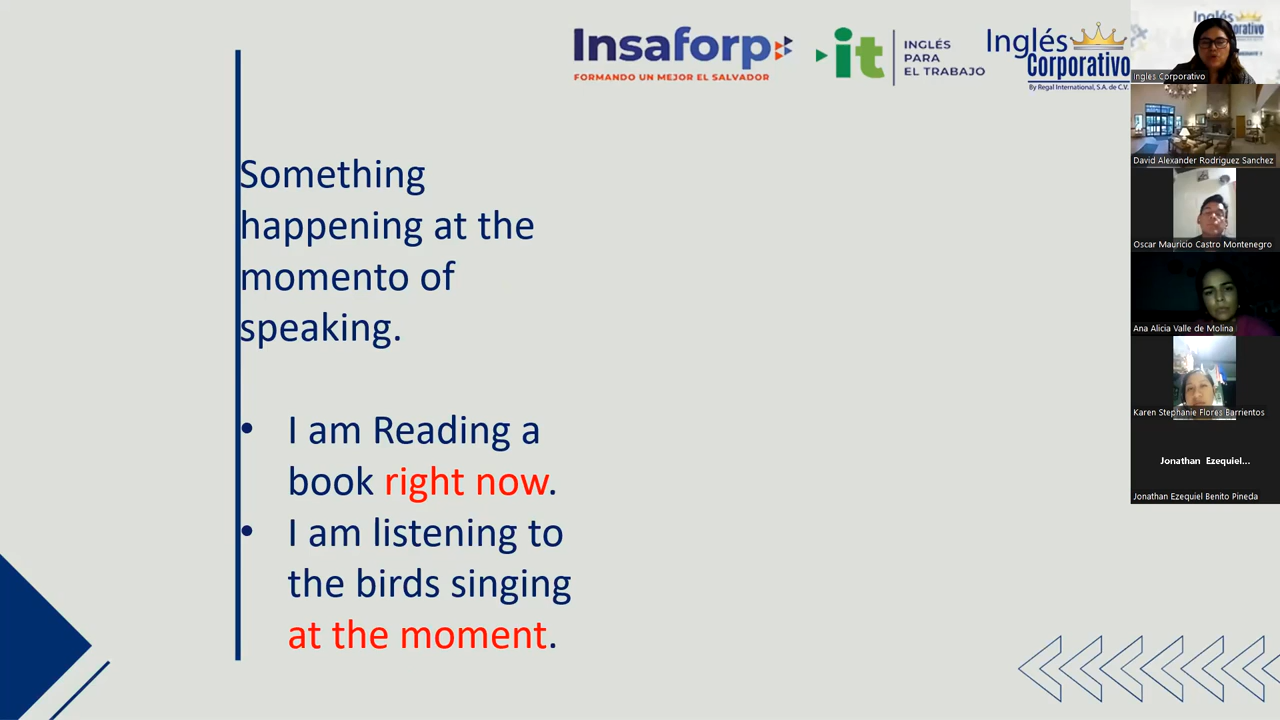 Insaforp
FORMANDO UN MEJOR EL SALVADOR
it
INGLÉS
PARA
EL TRABAJO
Inglés
Corporativo
By Regal International, S.A. de C.V.
Something
happening at the
momento of
speaking.
• I am Reading a
book right now.
• I am listening to
the birds singing
at the moment.
Ingles Corporativo
David Alexander Rodriguez Sanchez
Oscar Mauricio Castro Montenegro
Ana Alicia Valle de Molina
Karen Stephanie Flores Barrientos
Jonathan Ezequiel...
Jonathan Ezequiel Benito Pineda